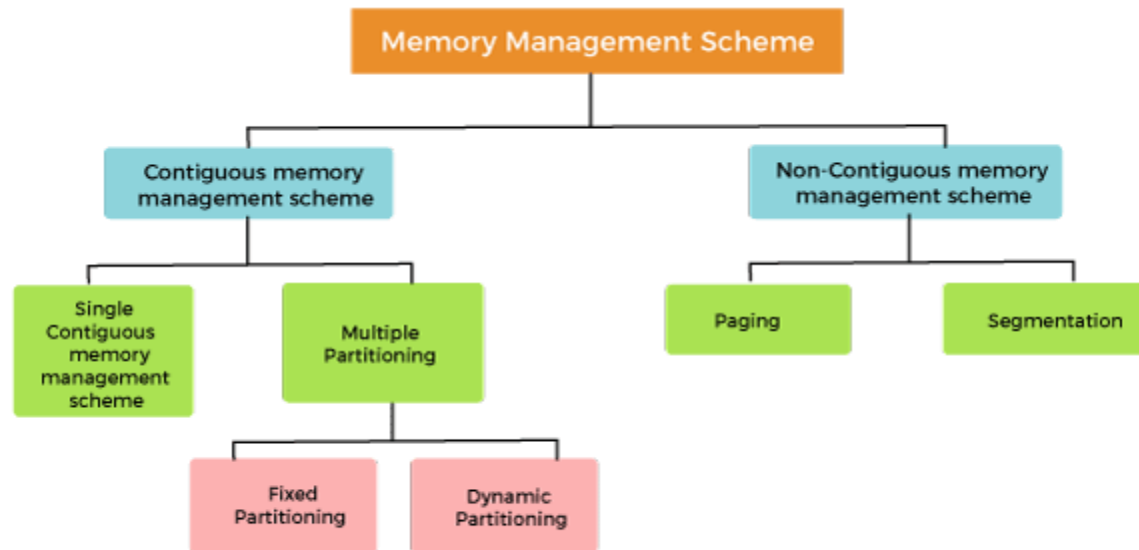 Memory Management Scheme
Contiguous memory
management scheme
Non-Contiguous memory
management scheme
Single
Contiguous
memory
management
scheme
Multiple
Partitioning
Paging
Segmentation
Fixed
Partitioning
Dynamic
Partitioning